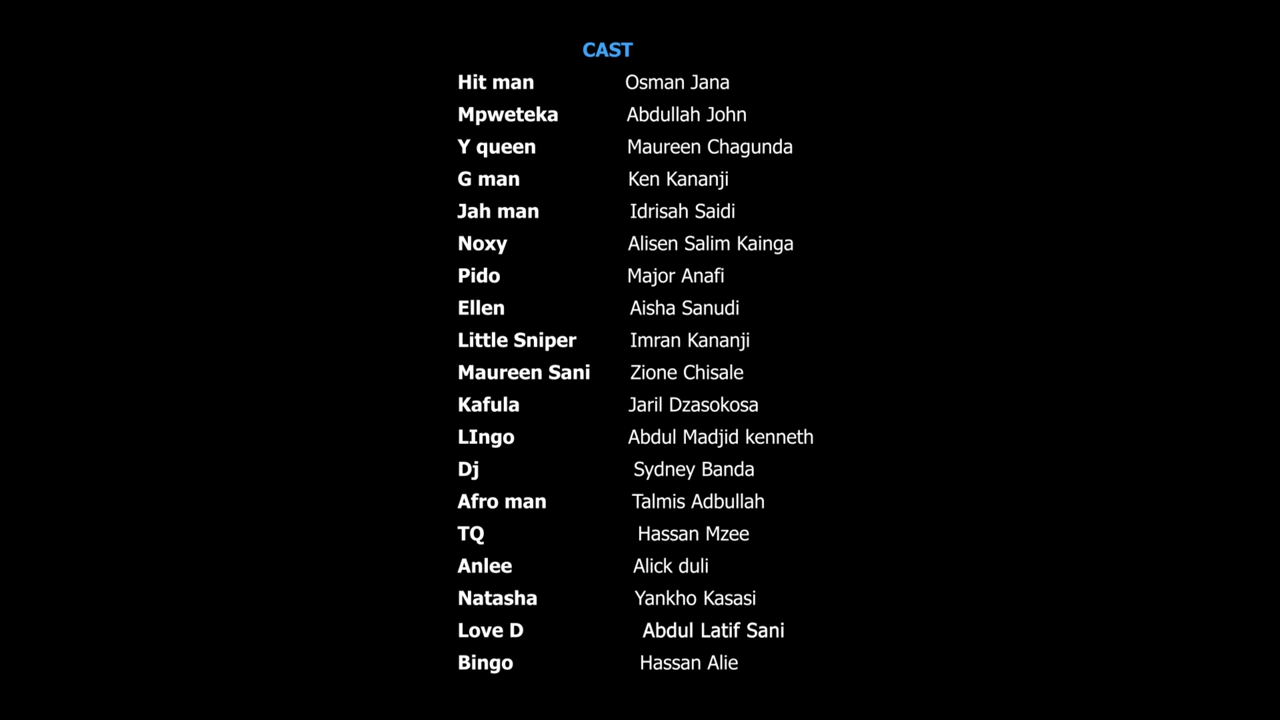 CAST
Hit man Osman Jana
Mpweteka Abdullah John
Y queen Maureen Chagunda
G man Ken Kananji
Jah man Idrisah Saidi
Noxy Alisen Salim Kainga
Pido Major Anafi
Ellen Aisha Sanudi
Little Sniper Imran Kananji
Maureen Sani Zione Chisale
Kafula Jaril Dzasokosa
LIngo Abdul Madjid kenneth
Dj Sydney Banda
Afro man Talmis Adbullah
TQ Hassan Mzee
Anlee Alick duli
Natasha Yankho Kasasi
Love D Abdul Latif Sani
Bingo Hassan Alie